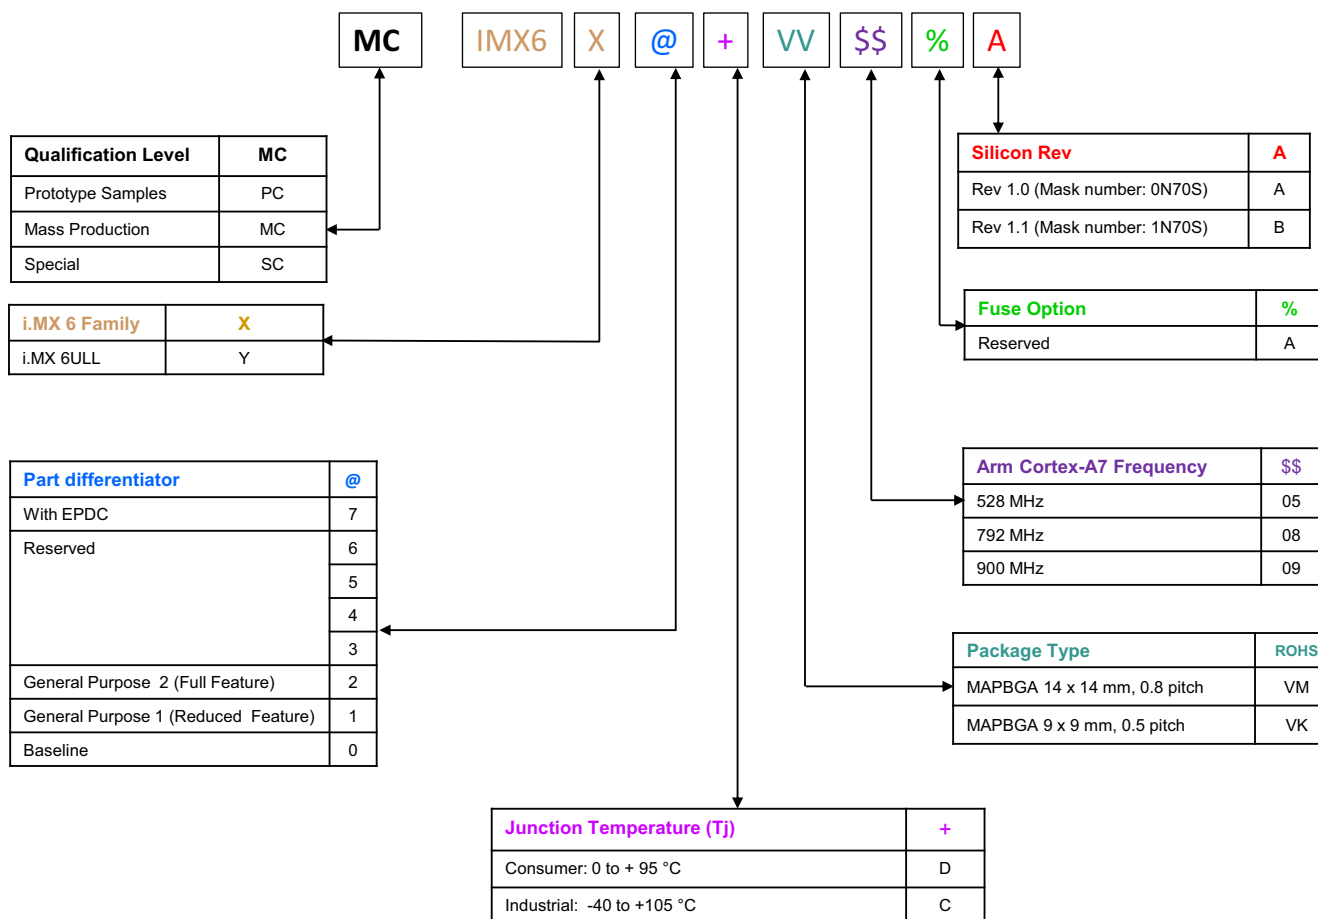 MC IMX6 X @ + VV $$ % A
Qualification Level MC
Prototype Samples PC
Mass Production MC
Special SC
Silicon Rev A
Rev 1.0 (Mask number: 0N70S) A
Rev 1.1 (Mask number: 1N70S) B
i.MX 6 Family X
i.MX 6ULL Y
Fuse Option %
Reserved A
Part differentiator @
With EPDC 7
Reserved 6
5
4
3
General Purpose 2 (Full Feature) 2
General Purpose 1 (Reduced Feature) 1
Baseline 0
Arm Cortex-A7 Frequency $$
528 MHz 05
792 MHz 08
900 MHz 09
Package Type ROHS
MAPBGA 14 x 14 mm, 0.8 pitch VM
MAPBGA 9 x 9 mm, 0.5 pitch VK
Junction Temperature (Tj) +
Consumer: 0 to + 95 °C D
Industrial: -40 to +105 °C C